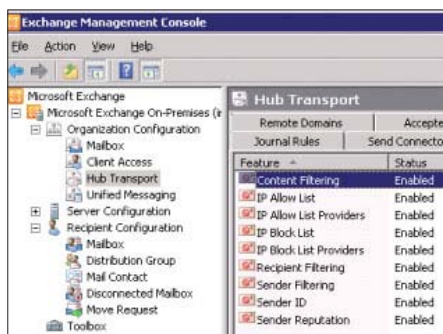 Exchange Management Console
File Action View Help
Microsoft Exchange
Microsoft Exchange On-Premises
Organization Configuration
Mailbox
Client Access
Hub Transport
Unified Messaging
Server Configuration
Recipient Configuration
Mailbox
Distribution Group
Mail Contact
Disconnected Mailbox
Move Request
Toolbox
Hub Transport
Remote Domains
Journal Rules
Feature Status
Content Filtering Enabled
IP Allow List Enabled
IP Allow List Providers Enabled
IP Block List Enabled
IP Block List Providers Enabled
Recipient Filtering Enabled
Sender Filtering Enabled
Sender ID Enabled
Sender Reputation Enabled